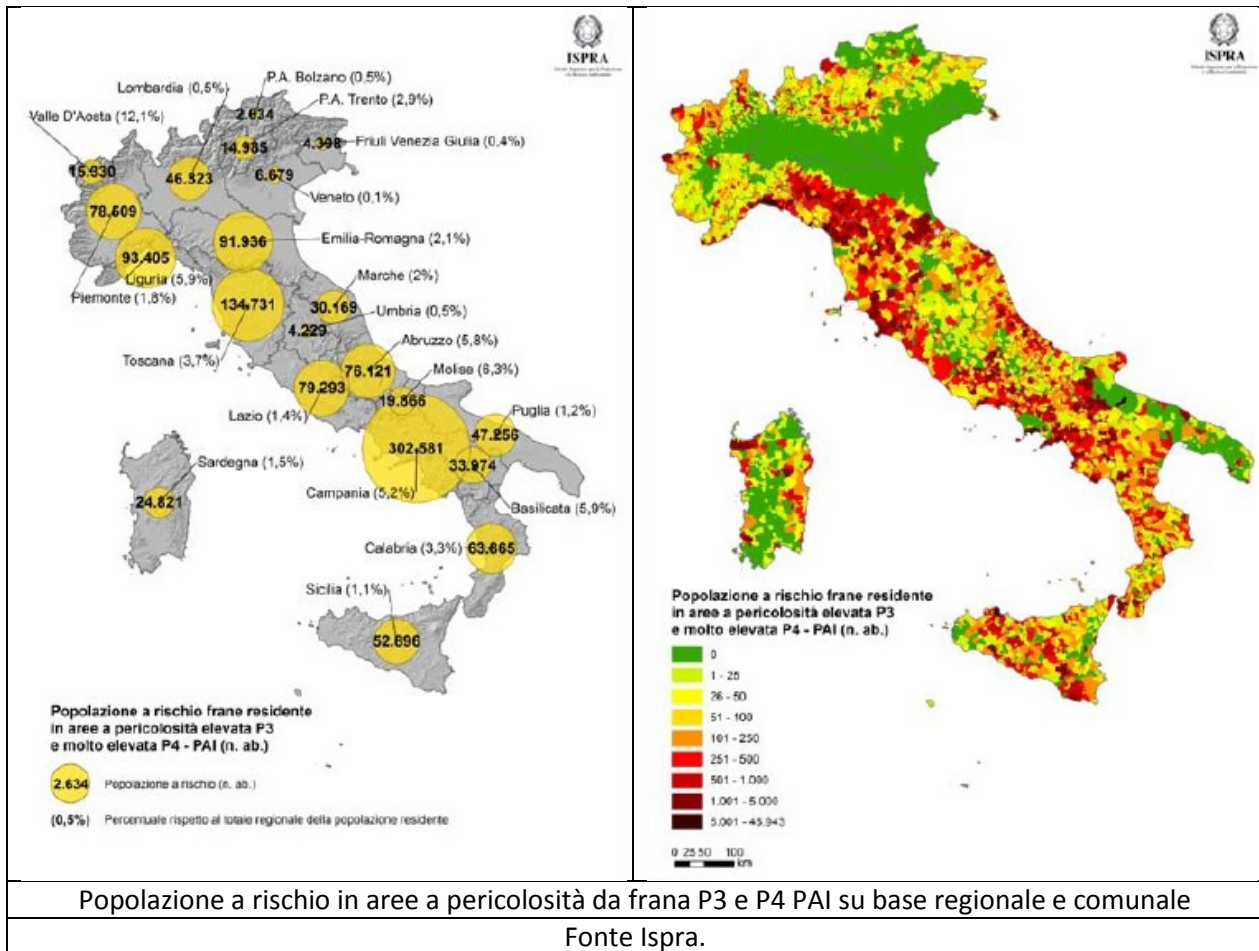 ISPRA
P.A. Bolzano (0,5%)
Lombardia (0,5%)
P.A. Trento (2,9%)
Valle D'Aosta (12,1%)
2.634
Friuli Venezia Giulia (0,4%)
14.985
4.398
15.930
46.323
6.679
Veneto (0,1%)
78.609
91.936
Emilia-Romagna (2,1%)
93.405
Liguria (5,9%)
Marche (2%)
Piemonte (1,8%)
134.731
30.169
Umbria (0,5%)
4.229
Abruzzo (5,8%)
Toscana (3,7%)
76.121
Molise (6,3%)
79.293
19.566
Puglia (1,2%)
Lazio (1,4%)
47.256
302.581
Sardegna (1,5%)
33.974
24.821
Campania (5,2%)
Basilicata (5,9%)
Calabria (3,3%)
63.665
Sicilia (1,1%)
52.696
Popolazione a rischio frane residente
in aree a pericolosità elevata P3
e molto elevata P4 - PAI (n. ab.)
2.634 Popolazione a rischio (n. ab.)
(0,5%) Percentuale rispetto al totale regionale della popolazione residente
ISPRA
Popolazione a rischio frane residente
in aree a pericolosità elevata P3
e molto elevata P4 - PAI (n. ab.)
0
1 - 25
26 - 50
51 - 100
101 - 250
251 - 500
501 - 1.000
1.001 - 5.000
5.001 - 45.943
0 25 50 100
km
Popolazione a rischio in aree a pericolosità da frana P3 e P4 PAI su base regionale e comunale
Fonte Ispra.